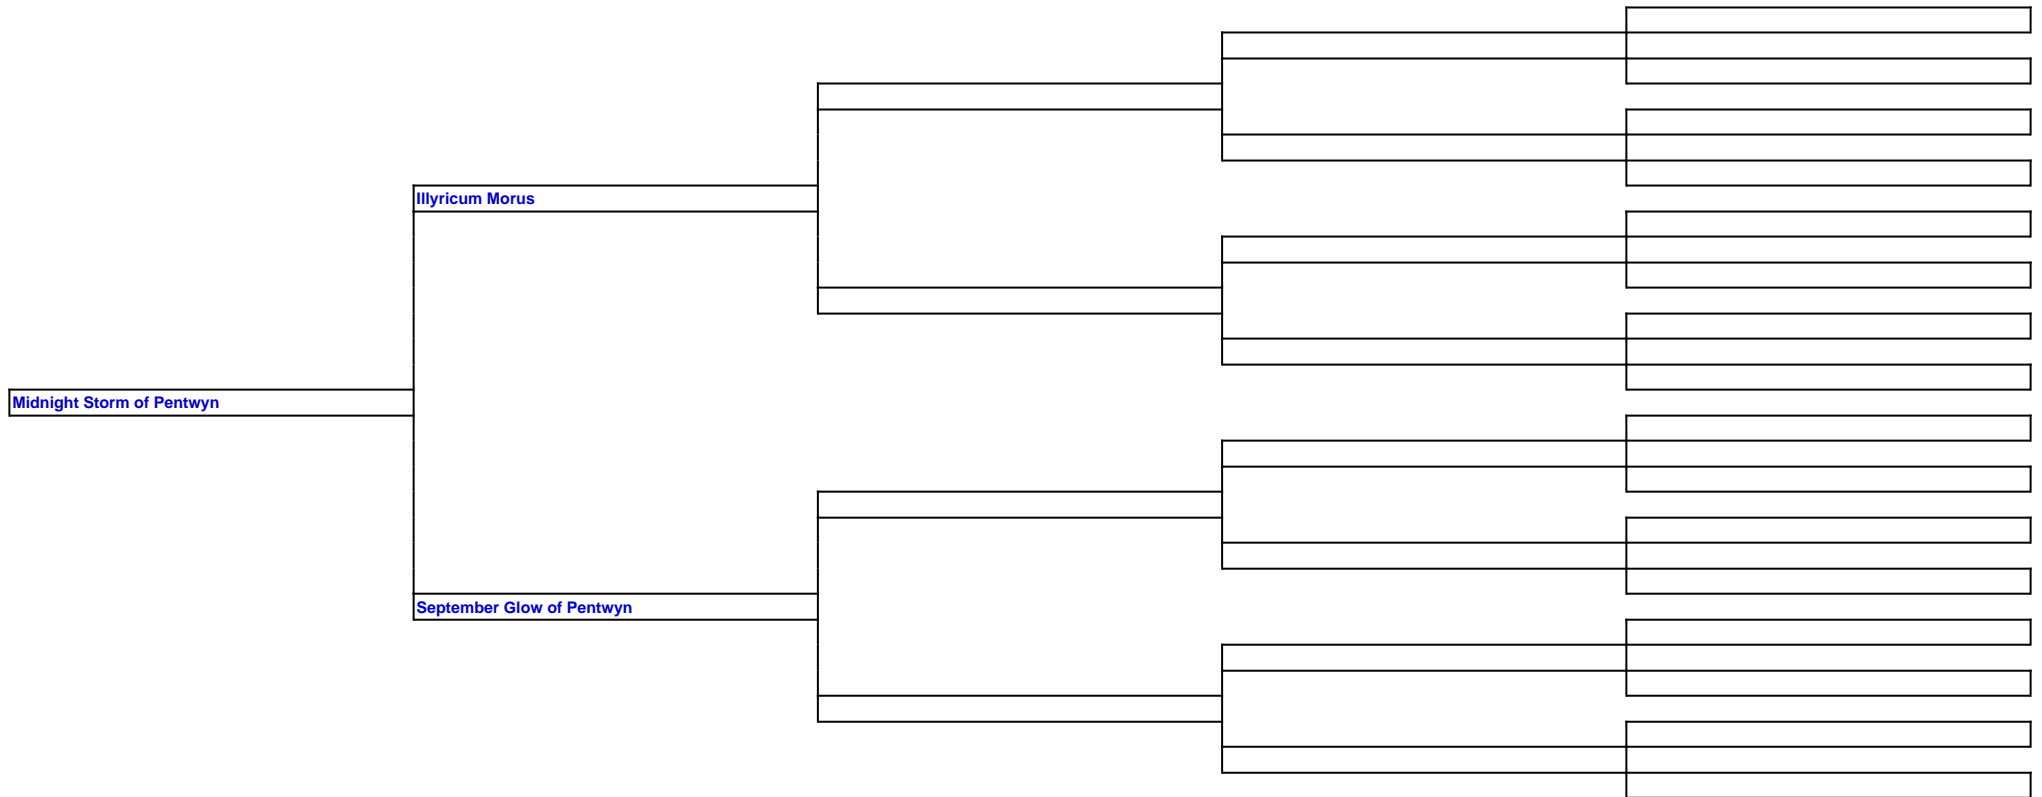 Illyricum Morus
Midnight Storm of Pentwyn
September Glow of Pentwyn